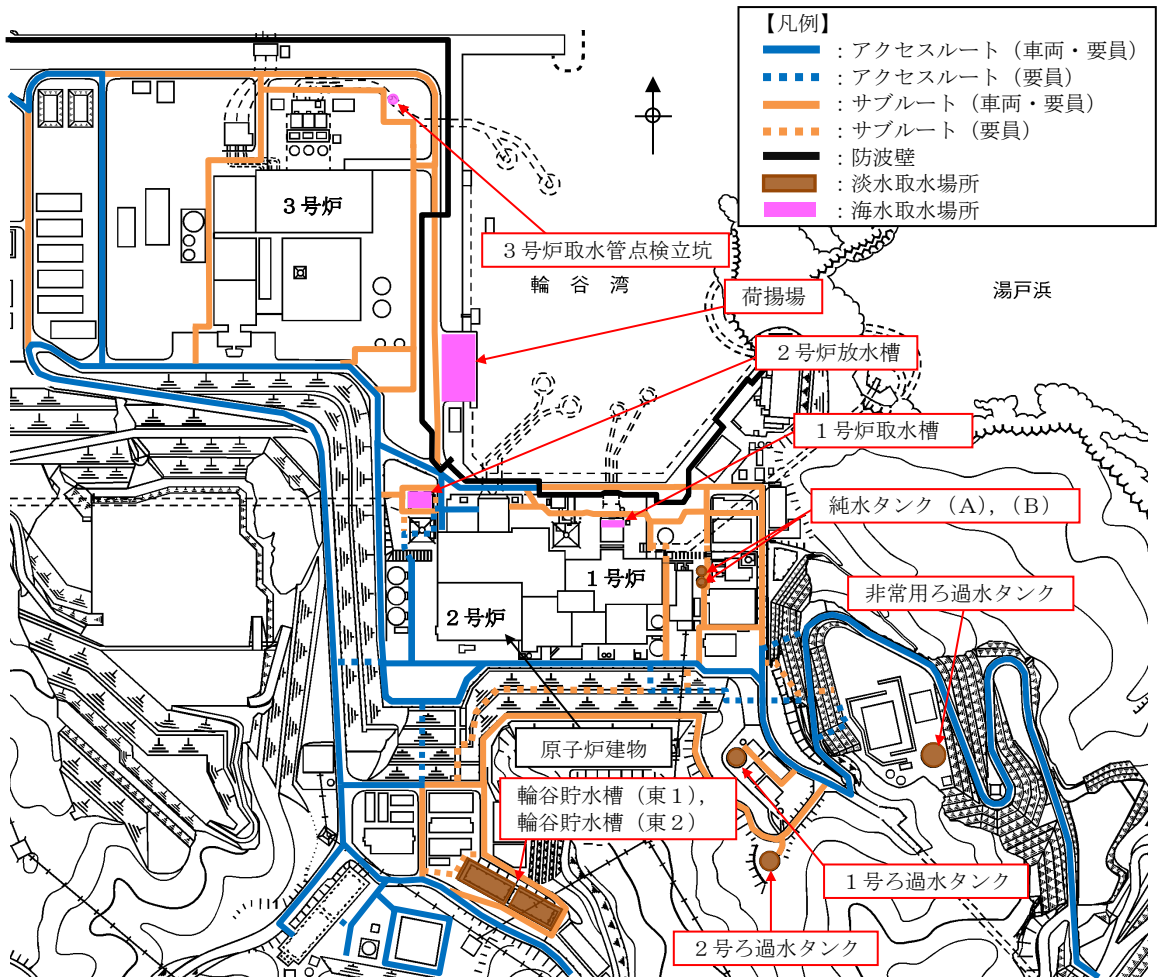 【凡例】
：アクセスルート（車両・要員）
：アクセスルート（要員）
：サブルート（車両・要員）
：サブルート（要員）
：防波壁
：淡水取水場所
：海水取水場所
３号炉
３号炉取水管点検立坑
輪谷湾
湯戸浜
荷揚場
２号炉放水槽
１号炉取水槽
純水タンク（A），（B）
１号炉
２号炉
非常用ろ過水タンク
原子炉建物
輪谷貯水槽（東１），
輪谷貯水槽（東２）
１号ろ過水タンク
２号ろ過水タンク